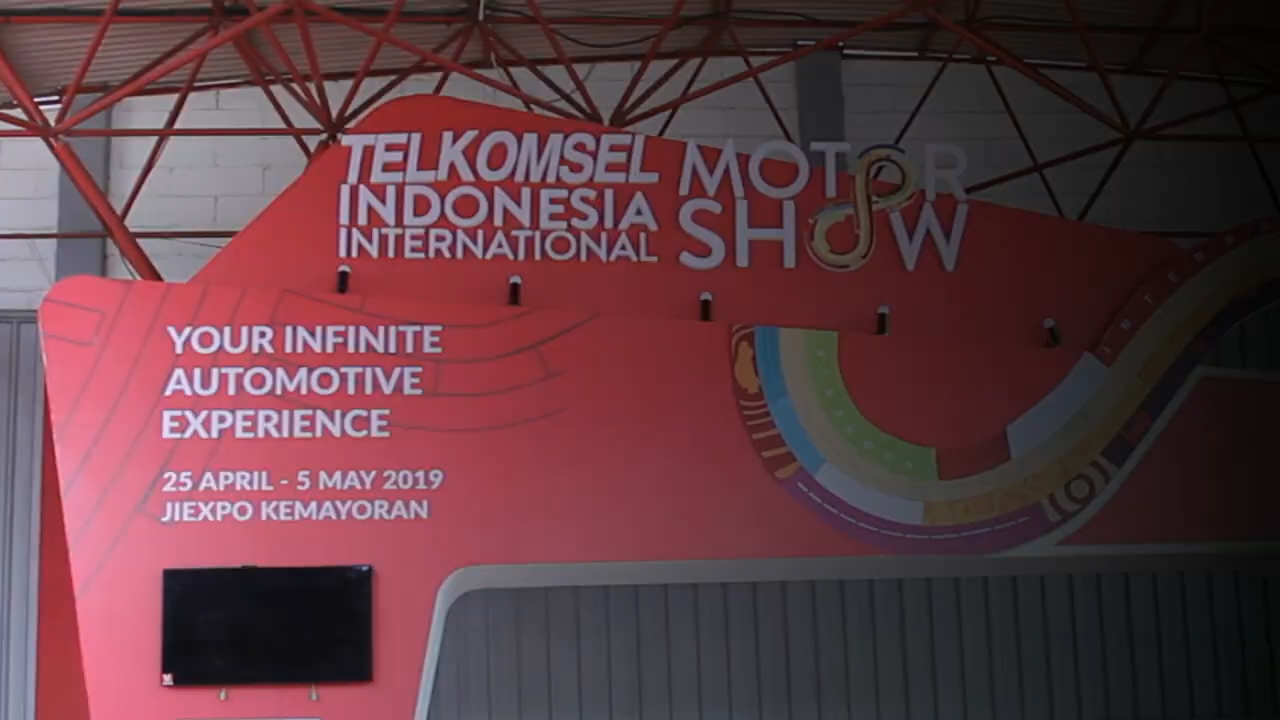 TELKOMSEL
INDONESIA
INTERNATIONAL
MOTOR
SHOW
YOUR INFINITE
AUTOMOTIVE
EXPERIENCE
25 APRIL - 5 MAY 2019
JIEXPO KEMAYORAN